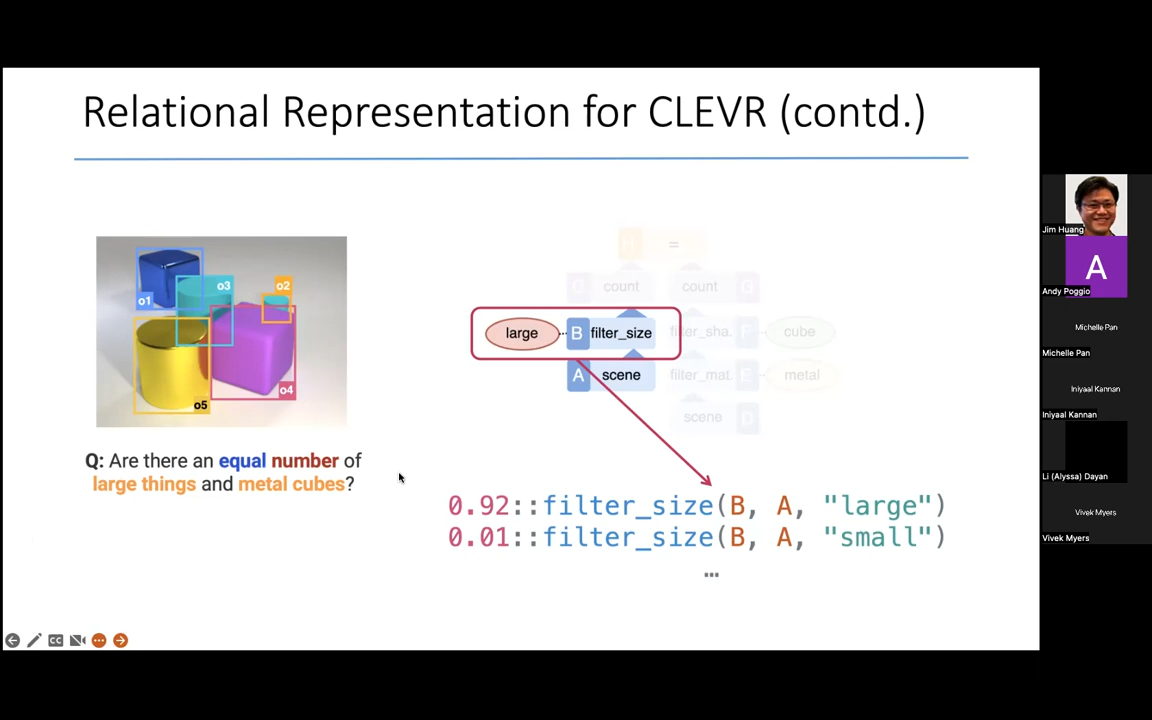 Relational Representation for CLEVR (contd.)
o1
o3
o2
o4
o5
Q: Are there an equal number of
large things and metal cubes?
H =
C count count G
large B filter_size filter_sha. F cube
A scene filter_mat. E metal
scene D
0.92::filter_size(B, A, "large")
0.01::filter_size(B, A, "small")
…
CC
Jim Huang
A
Andy Poggio
Michelle Pan
Michelle Pan
Iniyaal Kannan
Iniyaal Kannan
Li (Alyssa) Dayan
Vivek Myers
Vivek Myers